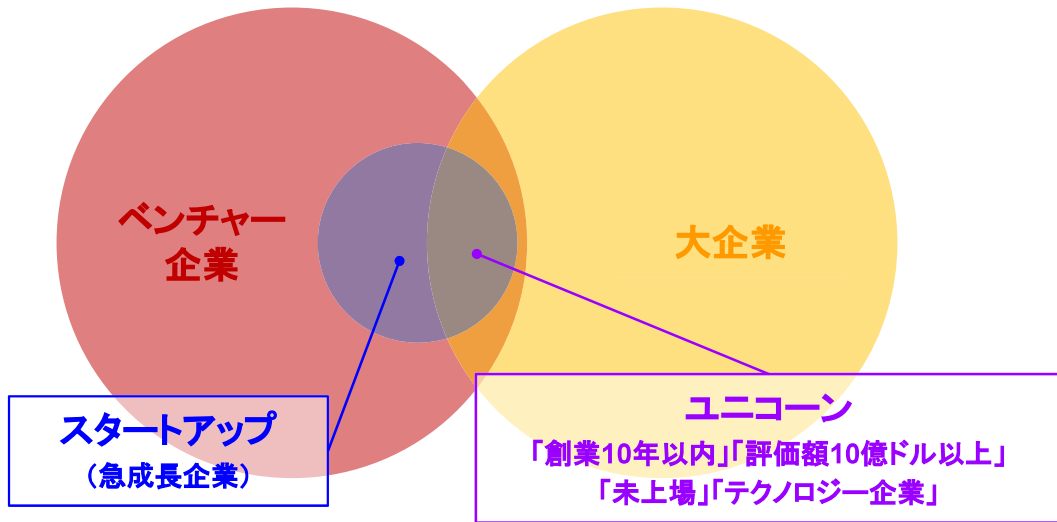 ベンチャー
企業
大企業
スタートアップ
(急成長企業)
ユニコーン
「創業10年以内」「評価額10億ドル以上」
「未上場」「テクノロジー企業」